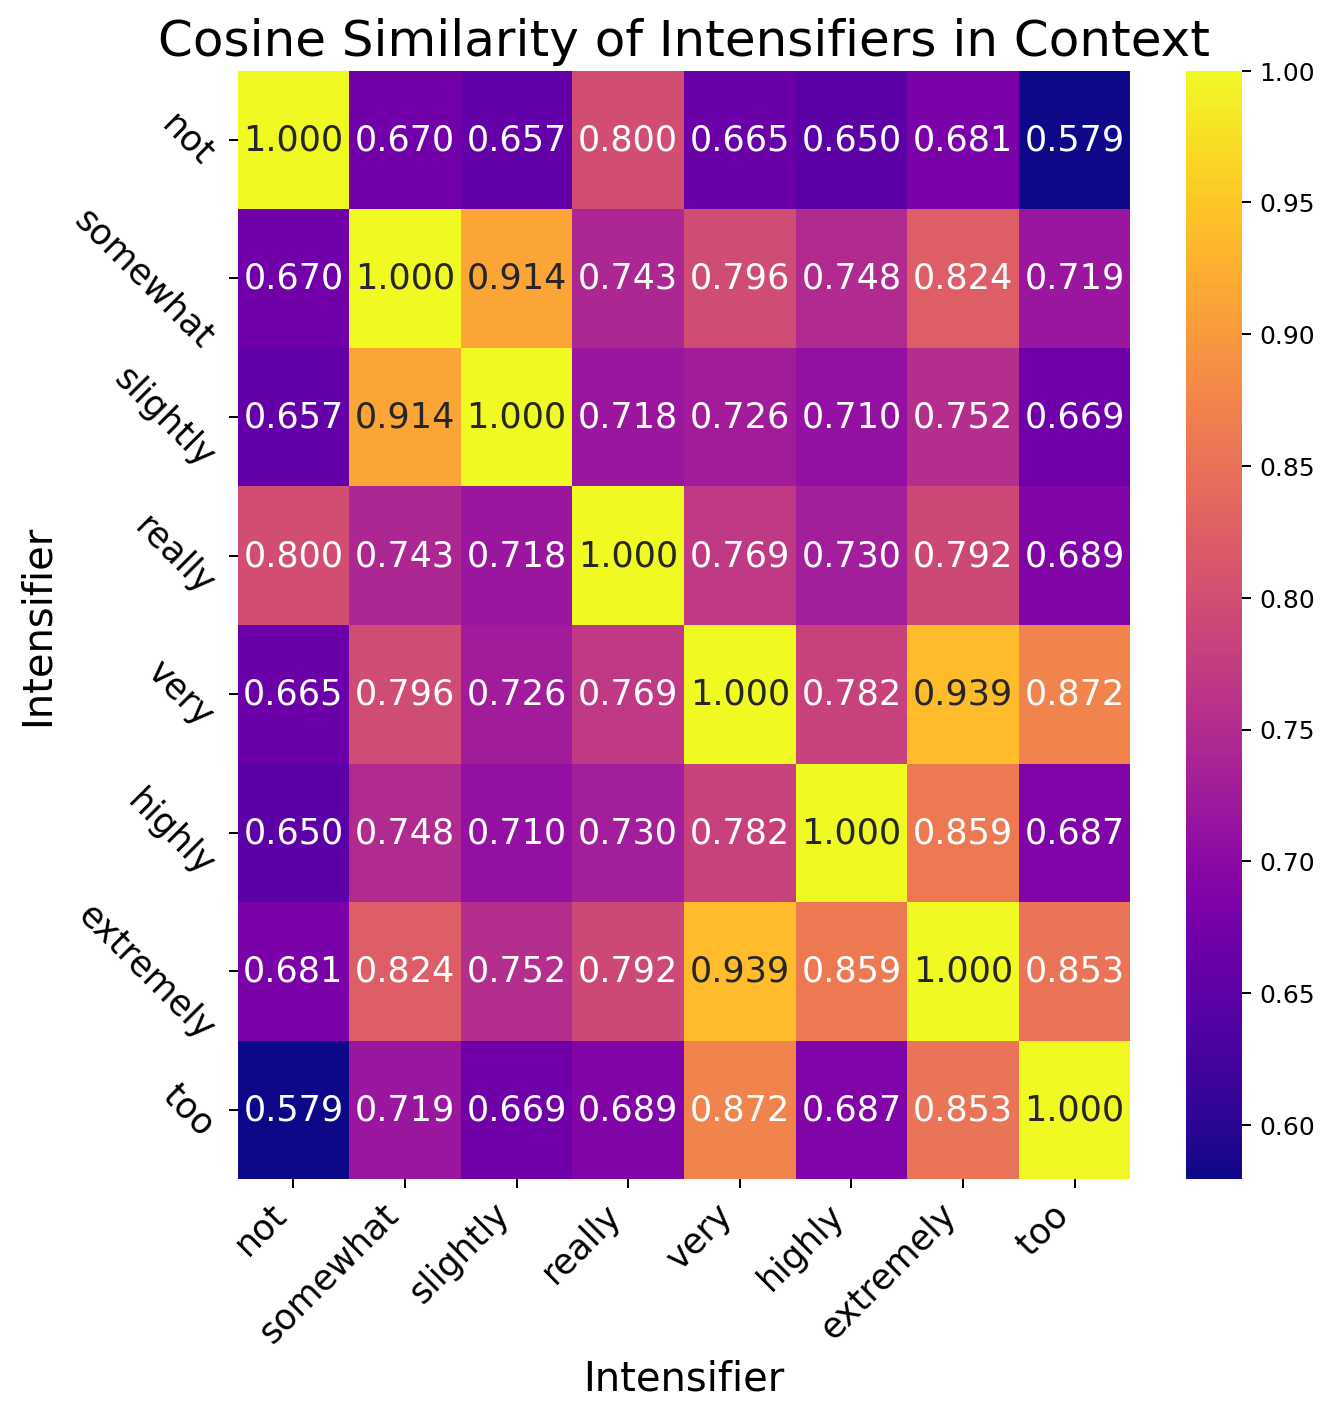 Cosine Similarity of Intensifiers in Context
not 1.000 0.670 0.657 0.800 0.665 0.650 0.681 0.579
somewhat 0.670 1.000 0.914 0.743 0.796 0.748 0.824 0.719
slightly 0.657 0.914 1.000 0.718 0.726 0.710 0.752 0.669
really 0.800 0.743 0.718 1.000 0.769 0.730 0.792 0.689
very 0.665 0.796 0.726 0.769 1.000 0.782 0.939 0.872
highly 0.650 0.748 0.710 0.730 0.782 1.000 0.859 0.687
extremely 0.681 0.824 0.752 0.792 0.939 0.859 1.000 0.853
too 0.579 0.719 0.669 0.689 0.872 0.687 0.853 1.000
Intensifier
not somewhat slightly really very highly extremely too
Intensifier
1.00
0.95
0.90
0.85
0.80
0.75
0.70
0.65
0.60